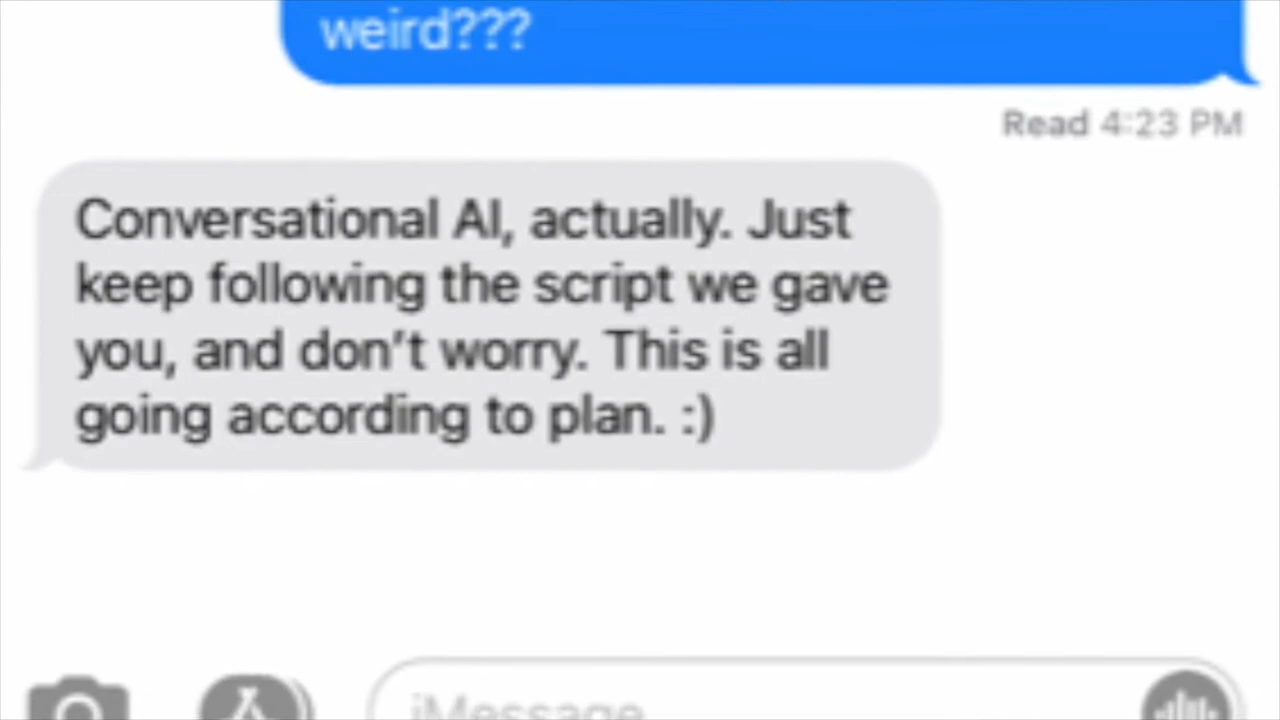 weird???
Read 4:23 PM
Conversational AI, actually. Just
keep following the script we gave
you, and don’t worry. This is all
going according to plan. :)
iMessage